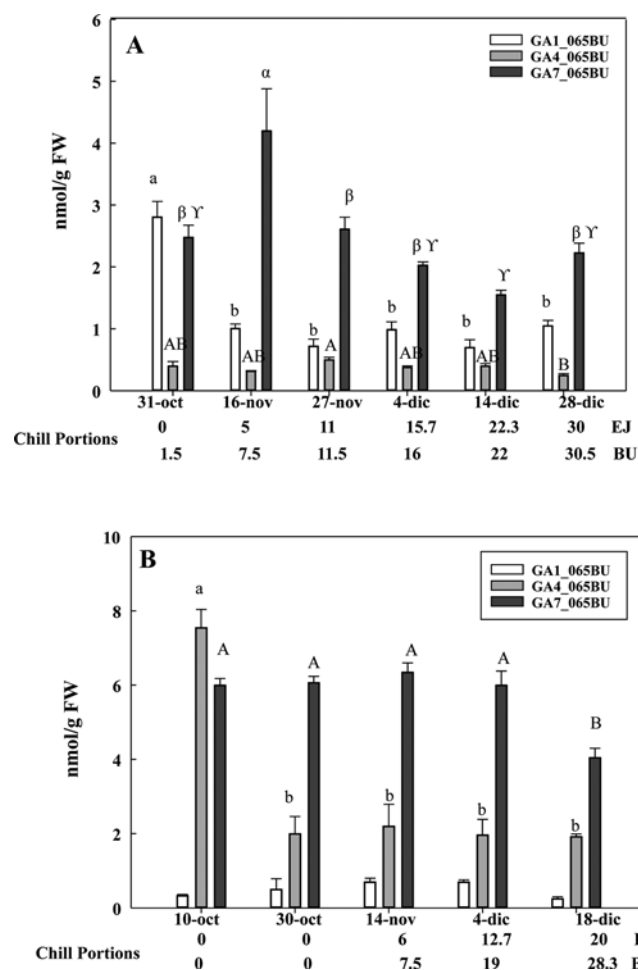 A
GA1_065BU
GA4_065BU
GA7_065BU
nmol/g FW
6
5
4
3
2
1
0
a
β ϒ
AB
b
AB
α
b
A
β
b
AB
β ϒ
b
AB
ϒ
b
B
β ϒ
31-oct 16-nov 27-nov 4-dic 14-dic 28-dic
Chill Portions
0 5 11 15.7 22.3 30 EJ
1.5 7.5 11.5 16 22 30.5 BU
B
GA1_065BU
GA4_065BU
GA7_065BU
nmol/g FW
10
8
6
4
2
0
a
A
b
A
b
A
b
A
b
B
10-oct 30-oct 14-nov 4-dic 18-dic
Chill Portions
0 0 6 12.7 20
0 0 7.5 19 28.3